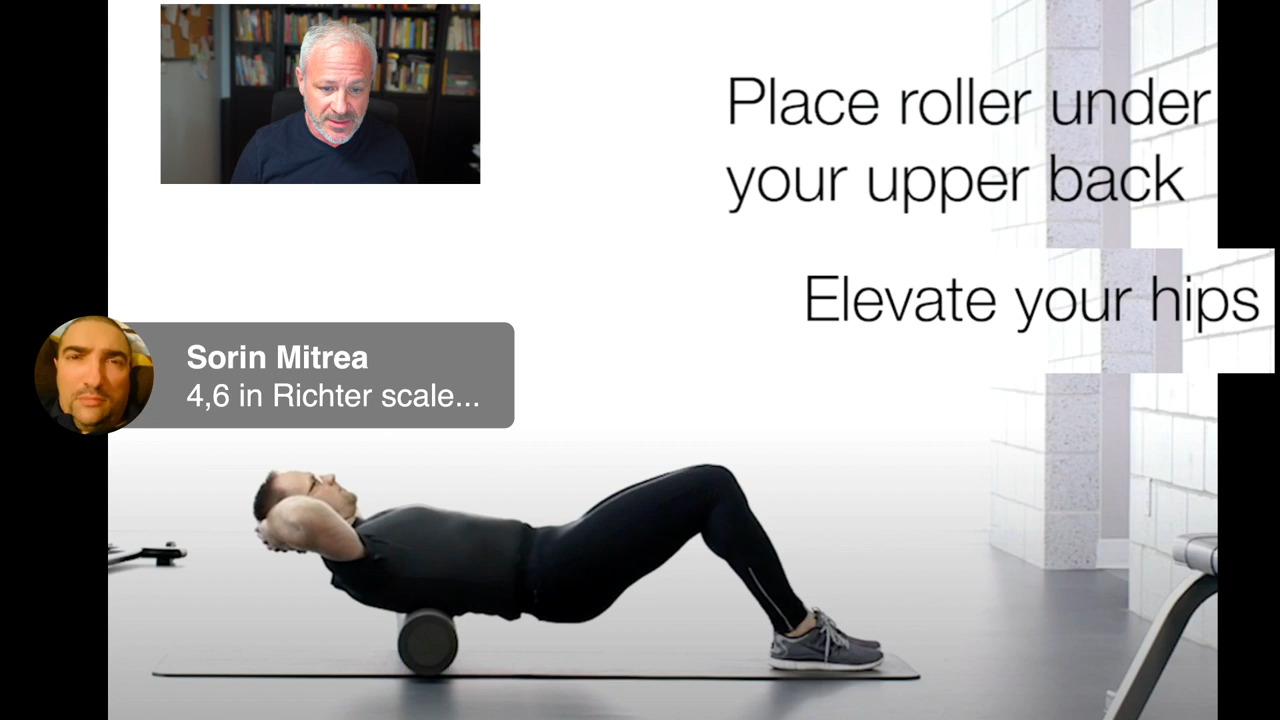 Place roller under
your upper back
Elevate your hips
Sorin Mitrea
4,6 in Richter scale...